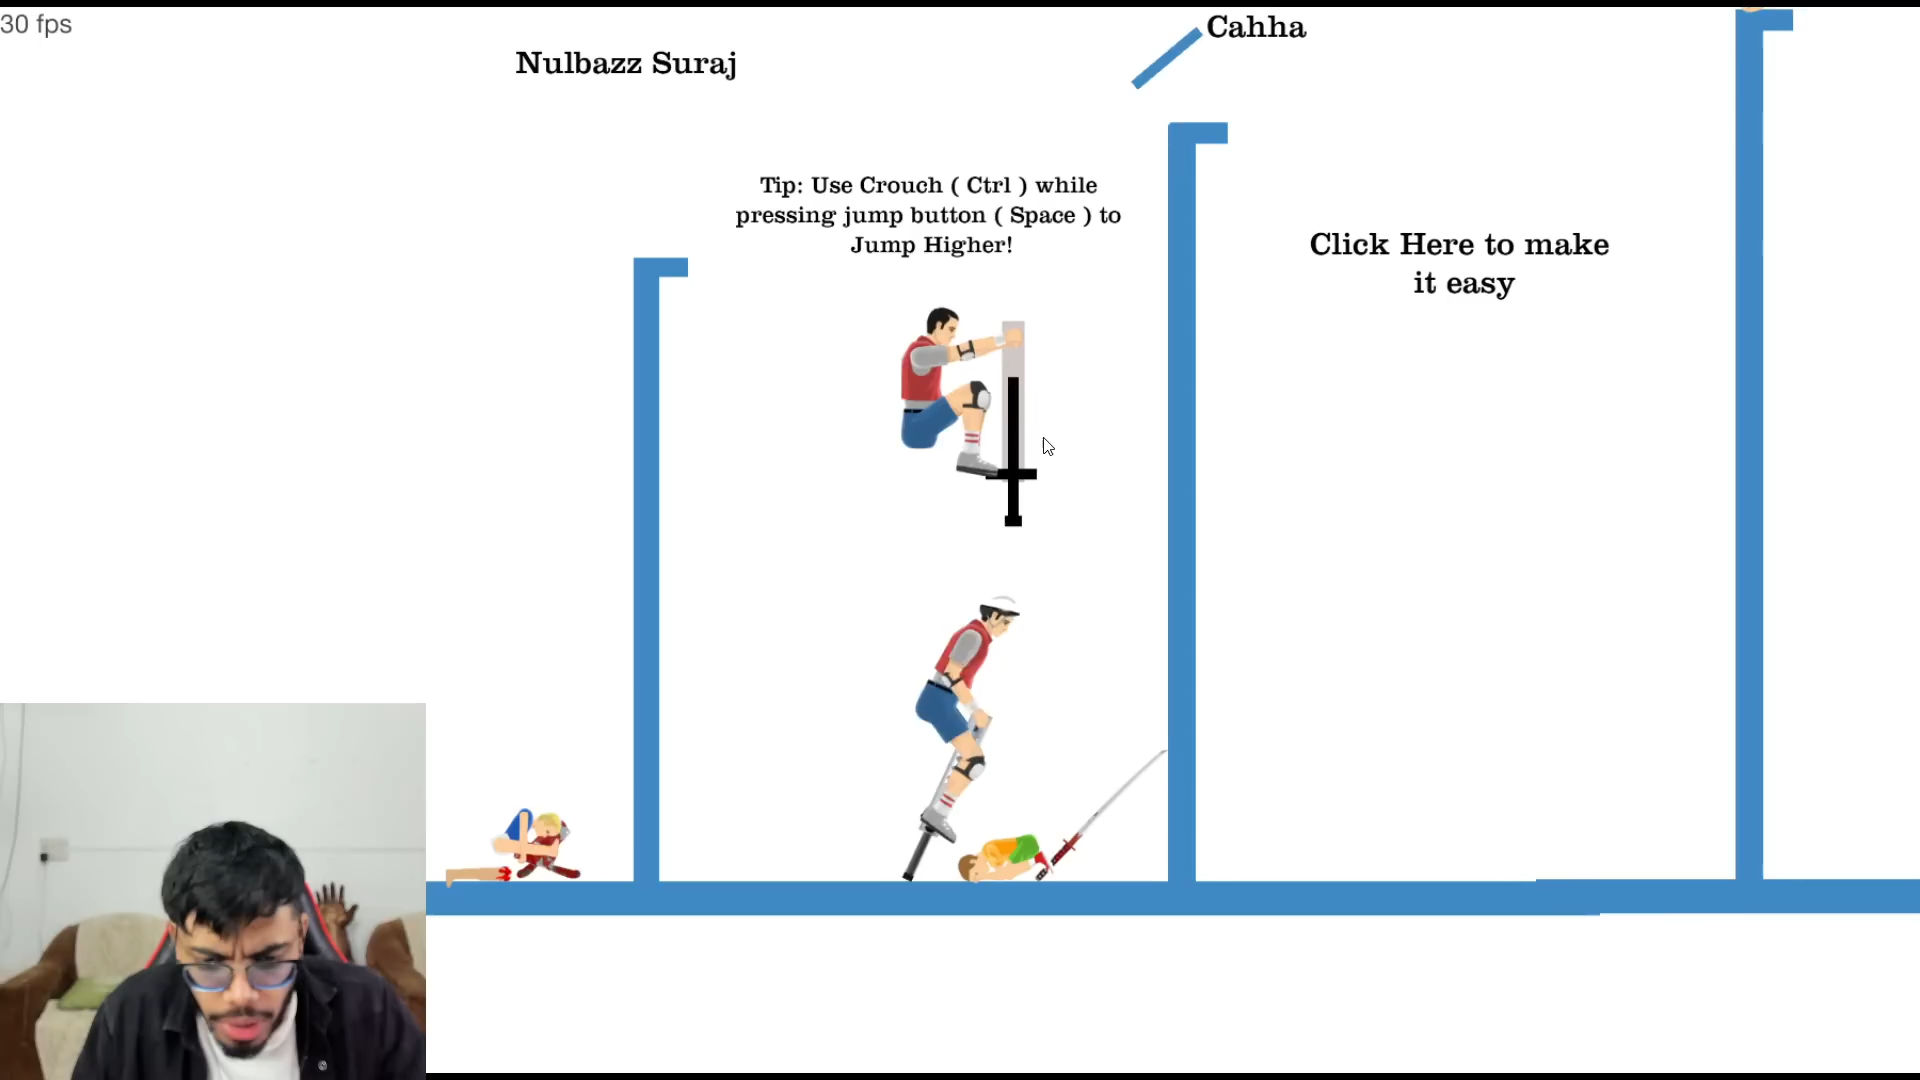 30 fps
Cahha
Nulbazz Suraj
Tip: Use Crouch ( Ctrl ) while
pressing jump button ( Space ) to
Jump Higher!
Click Here to make
it easy